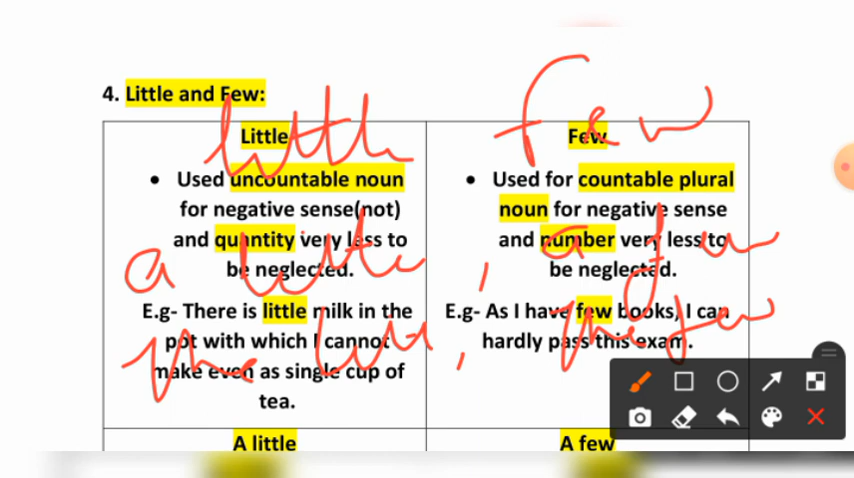 4. Little and Few:
Little
• Used uncountable noun
for negative sense(not)
and quantity very less to
be neglected.
E.g- There is little milk in the
pot with which I cannot
make even as single cup of
tea.
Few
• Used for countable plural
noun for negative sense
and number very less to
be neglected.
E.g- As I have few books, I can
hardly pass this exam.
A little
A few
little
few
a little, a few
the little, the few